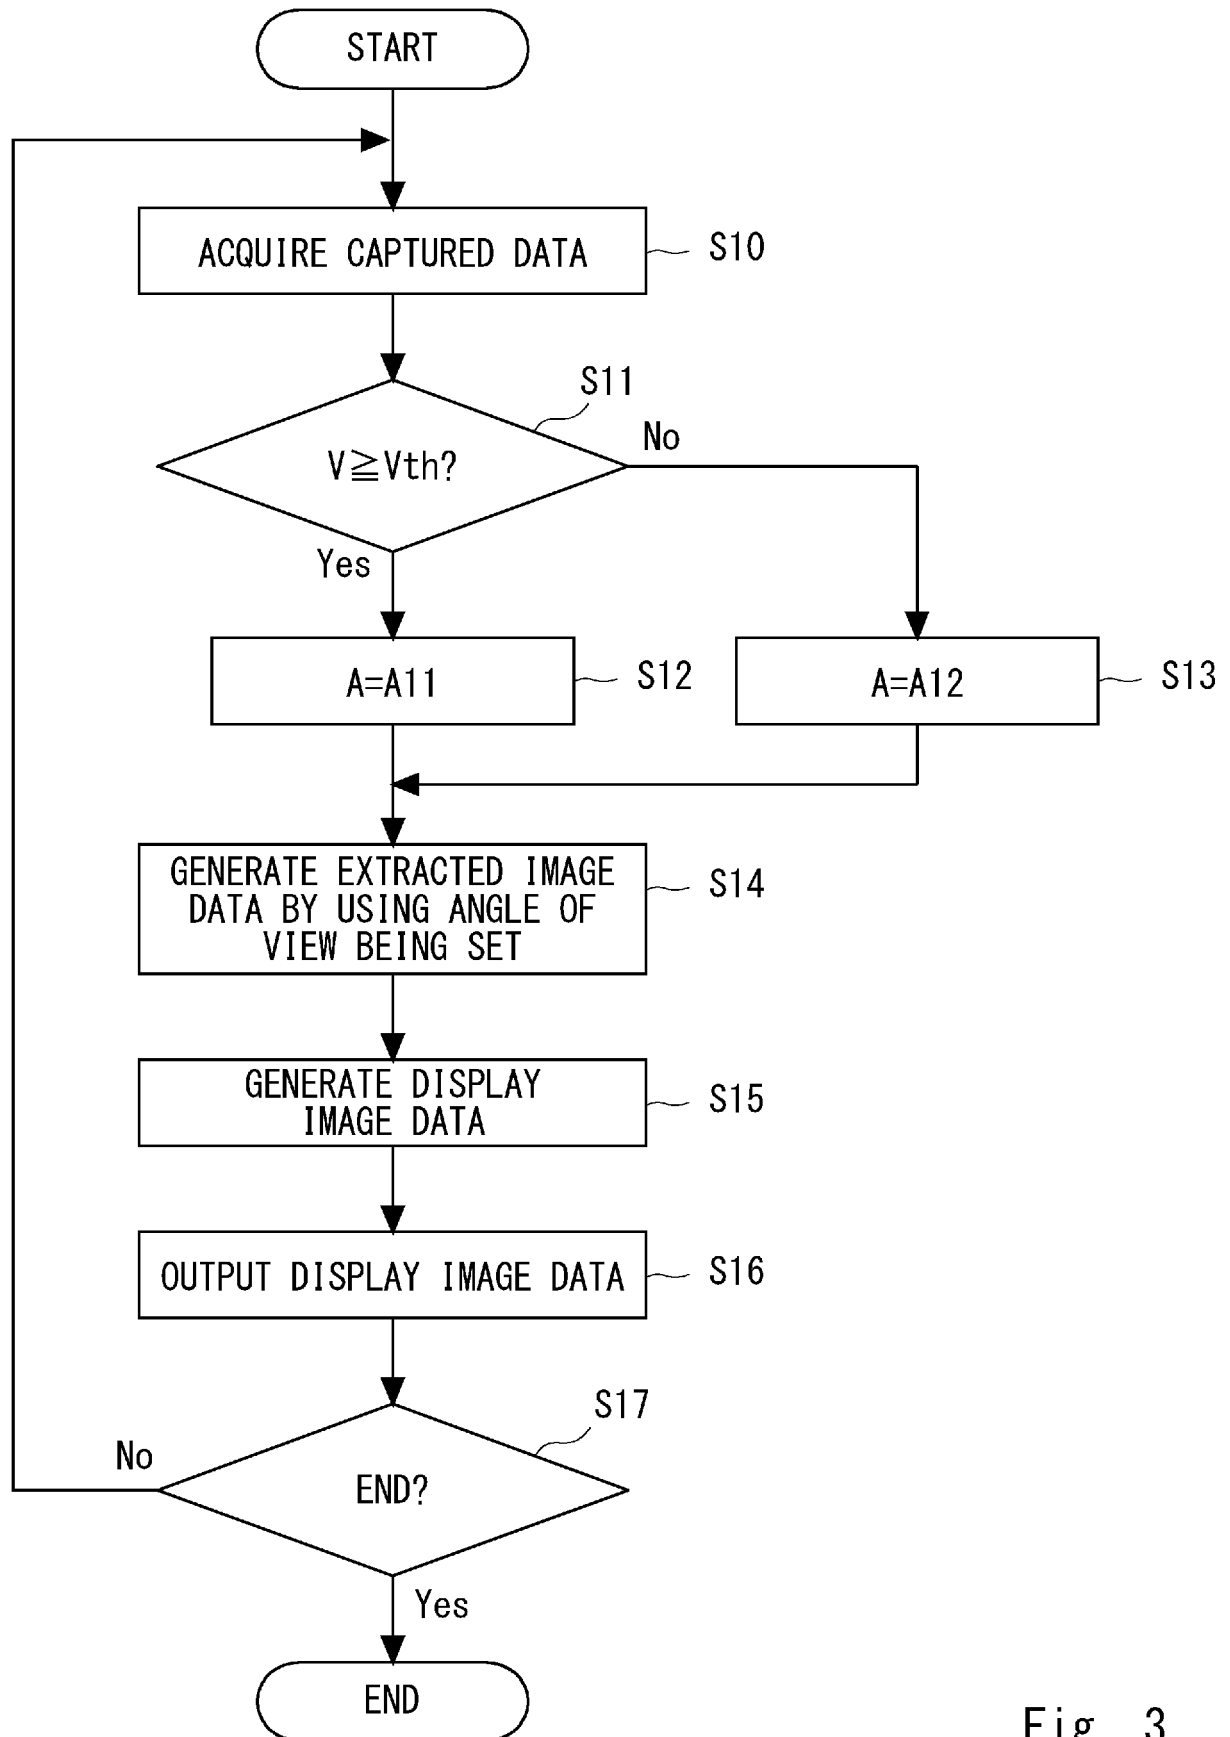 START
ACQUIRE CAPTURED DATA
S10
S11
V≧Vth?
No
Yes
A=A11
S12
A=A12
S13
GENERATE EXTRACTED IMAGE
DATA BY USING ANGLE OF
VIEW BEING SET
S14
GENERATE DISPLAY
IMAGE DATA
S15
OUTPUT DISPLAY IMAGE DATA
S16
S17
No
END?
Yes
END
Fig. 3